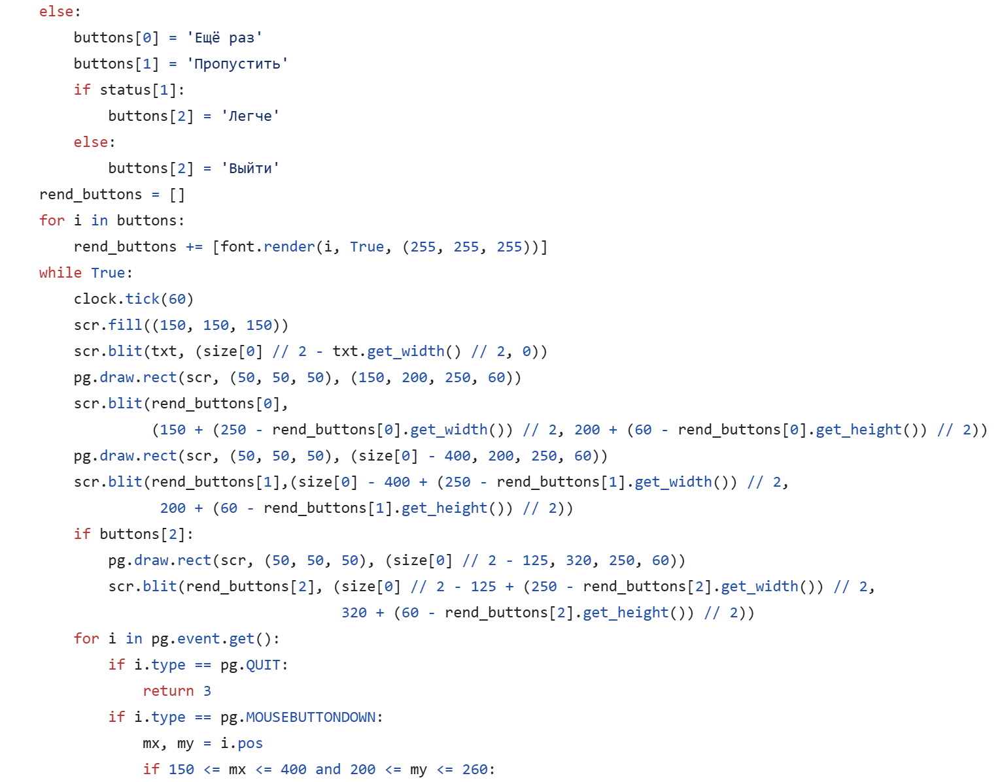 else:
buttons[0] = 'Ещё раз'
buttons[1] = 'Пропустить'
if status[1]:
buttons[2] = 'Легче'
else:
buttons[2] = 'Выйти'
rend_buttons = []
for i in buttons:
rend_buttons += [font.render(i, True, (255, 255, 255))]
while True:
clock.tick(60)
scr.fill((150, 150, 150))
scr.blit(txt, (size[0] // 2 - txt.get_width() // 2, 0))
pg.draw.rect(scr, (50, 50, 50), (150, 200, 250, 60))
scr.blit(rend_buttons[0],
(150 + (250 - rend_buttons[0].get_width()) // 2, 200 + (60 - rend_buttons[0].get_height()) // 2))
pg.draw.rect(scr, (50, 50, 50), (size[0] - 400, 200, 250, 60))
scr.blit(rend_buttons[1],(size[0] - 400 + (250 - rend_buttons[1].get_width()) // 2,
200 + (60 - rend_buttons[1].get_height()) // 2))
if buttons[2]:
pg.draw.rect(scr, (50, 50, 50), (size[0] // 2 - 125, 320, 250, 60))
scr.blit(rend_buttons[2], (size[0] // 2 - 125 + (250 - rend_buttons[2].get_width()) // 2,
320 + (60 - rend_buttons[2].get_height()) // 2))
for i in pg.event.get():
if i.type == pg.QUIT:
return 3
if i.type == pg.MOUSEBUTTONDOWN:
mx, my = i.pos
if 150 <= mx <= 400 and 200 <= my <= 260: